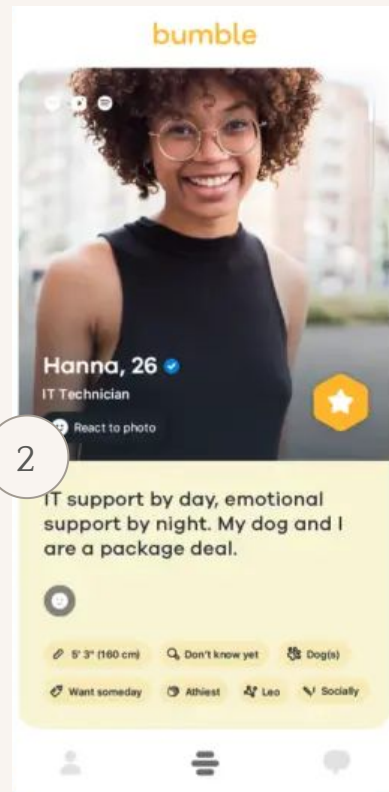 bumble
Hanna, 26
IT Technician
React to photo
2
IT support by day, emotional
support by night. My dog and I
are a package deal.
5' 3" (160 cm) Don't know yet Dog(s)
Want someday Athiest Leo Socially